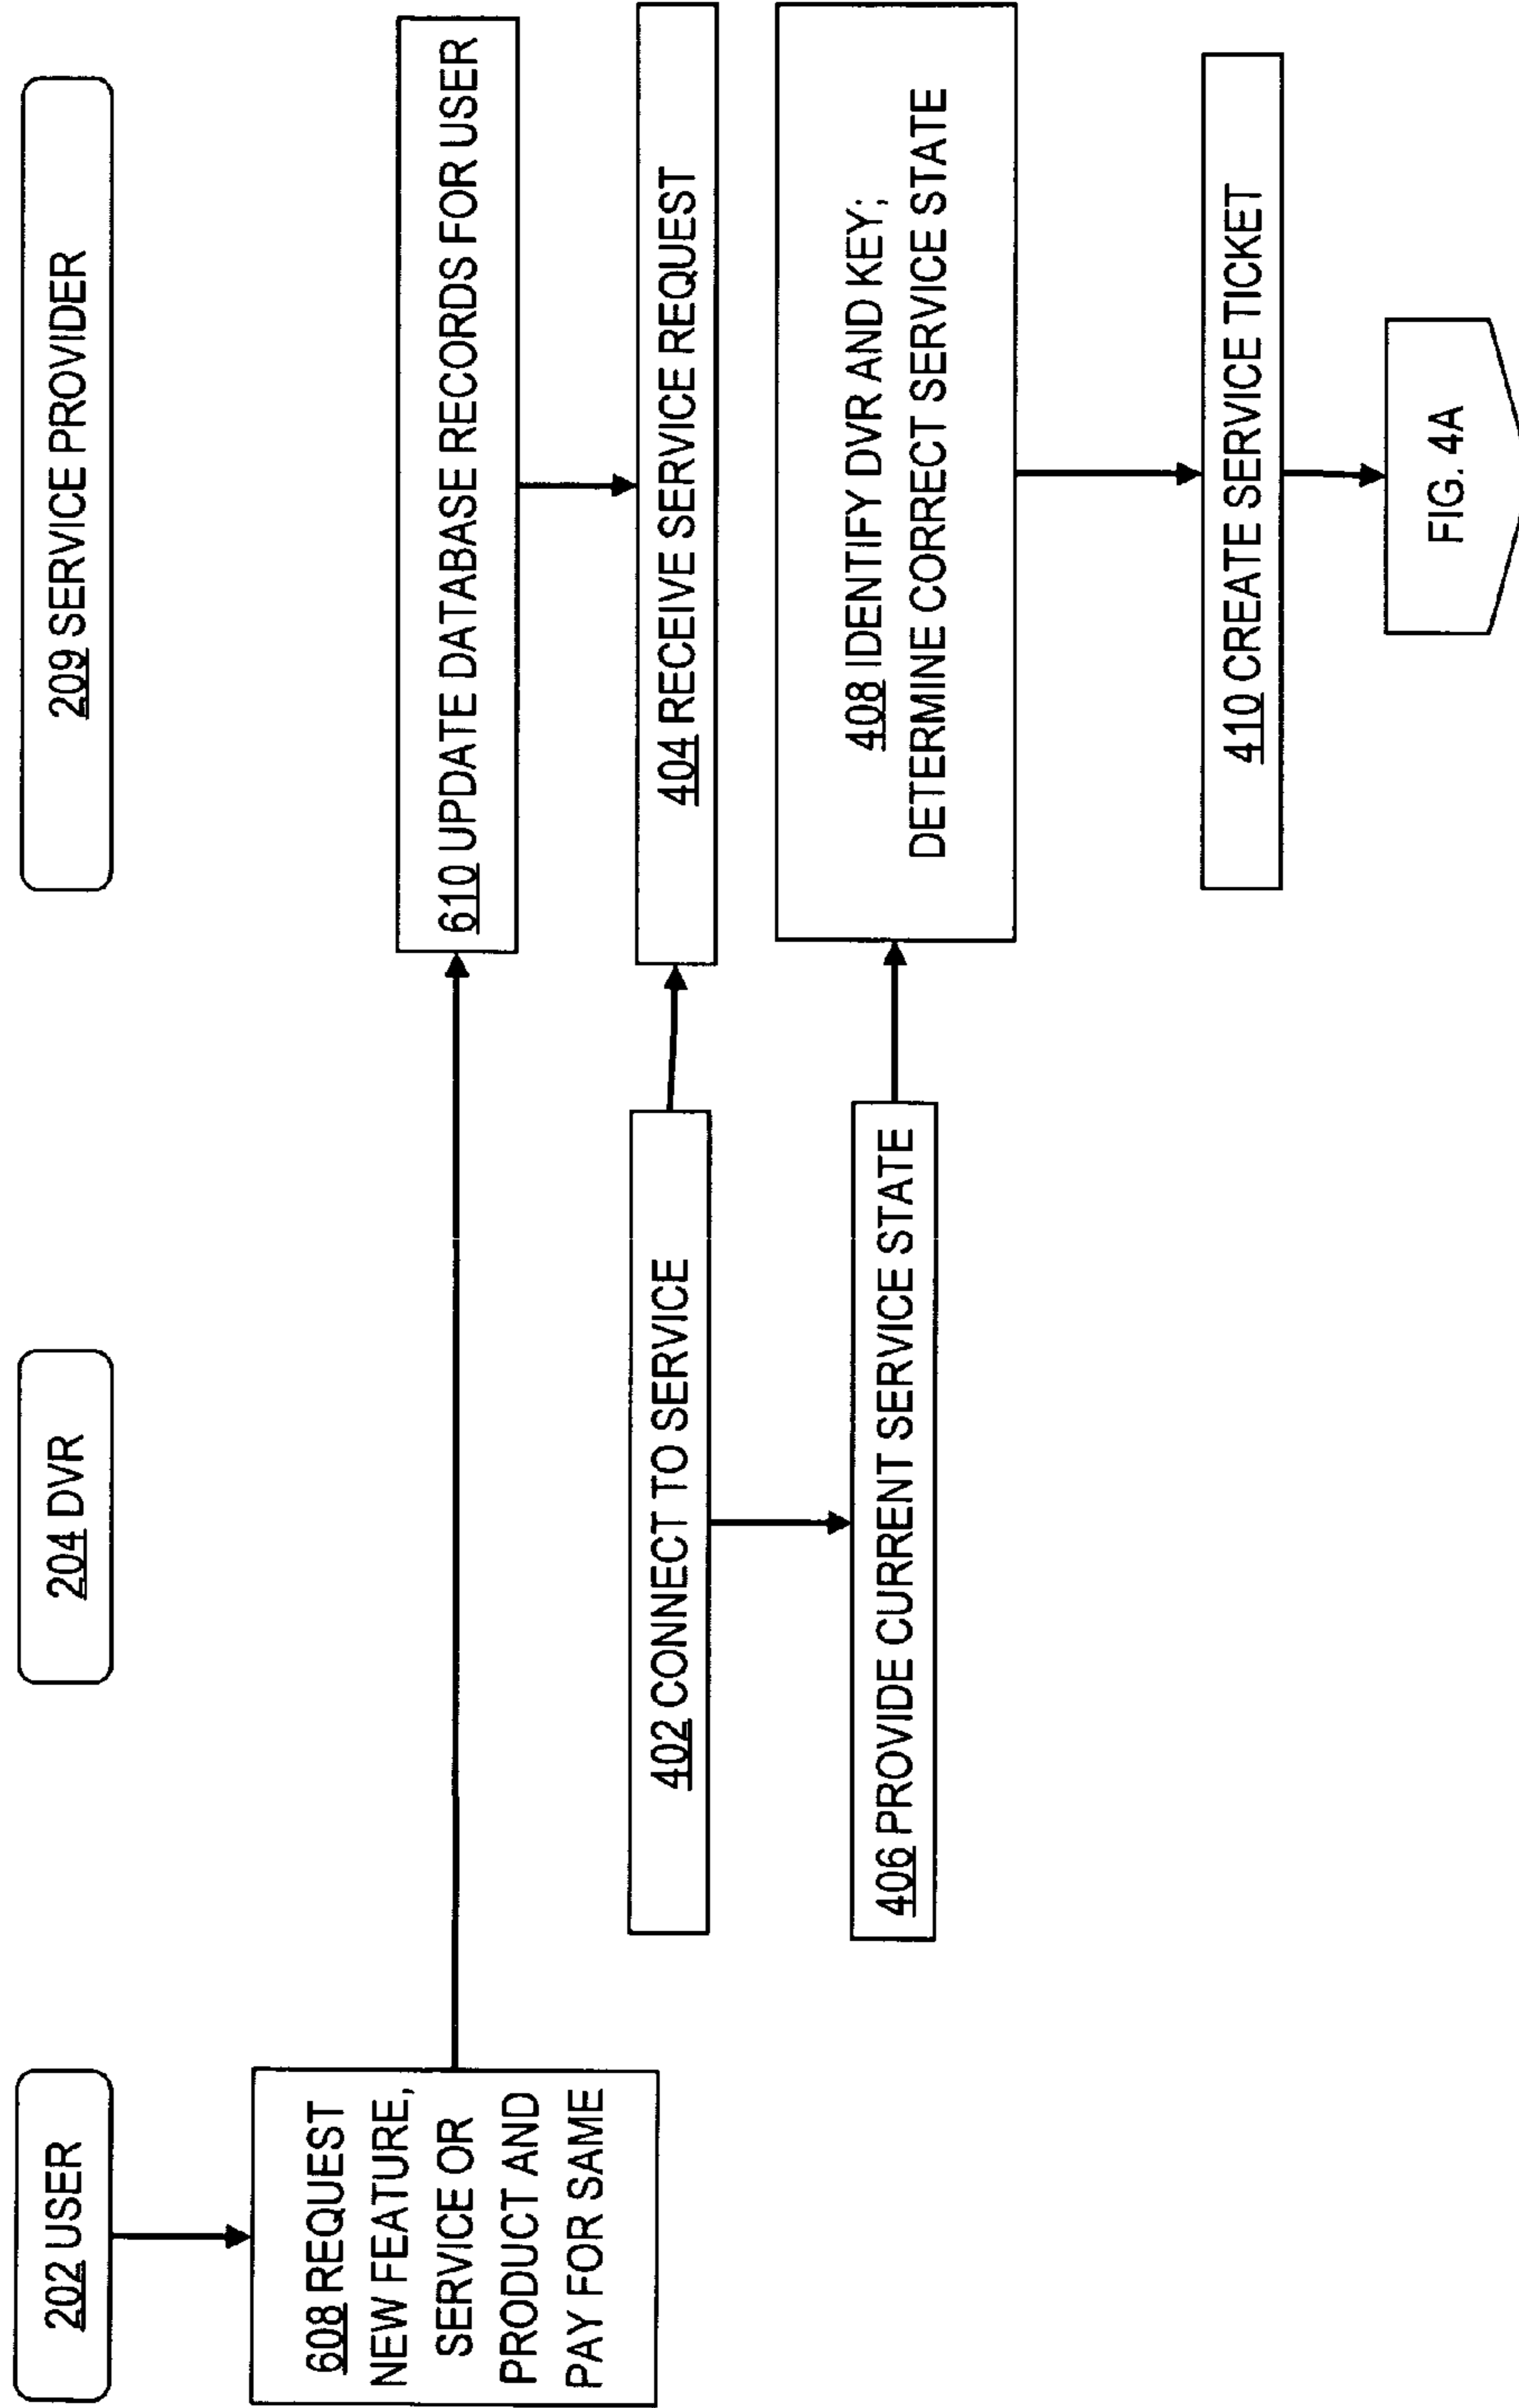 202 USER
204 DVR
209 SERVICE PROVIDER
608 REQUEST
NEW FEATURE,
SERVICE OR
PRODUCT AND
PAY FOR SAME
610 UPDATE DATABASE RECORDS FOR USER
402 CONNECT TO SERVICE
404 RECEIVE SERVICE REQUEST
406 PROVIDE CURRENT SERVICE STATE
408 IDENTIFY DVR AND KEY;
DETERMINE CORRECT SERVICE STATE
410 CREATE SERVICE TICKET
FIG. 4A